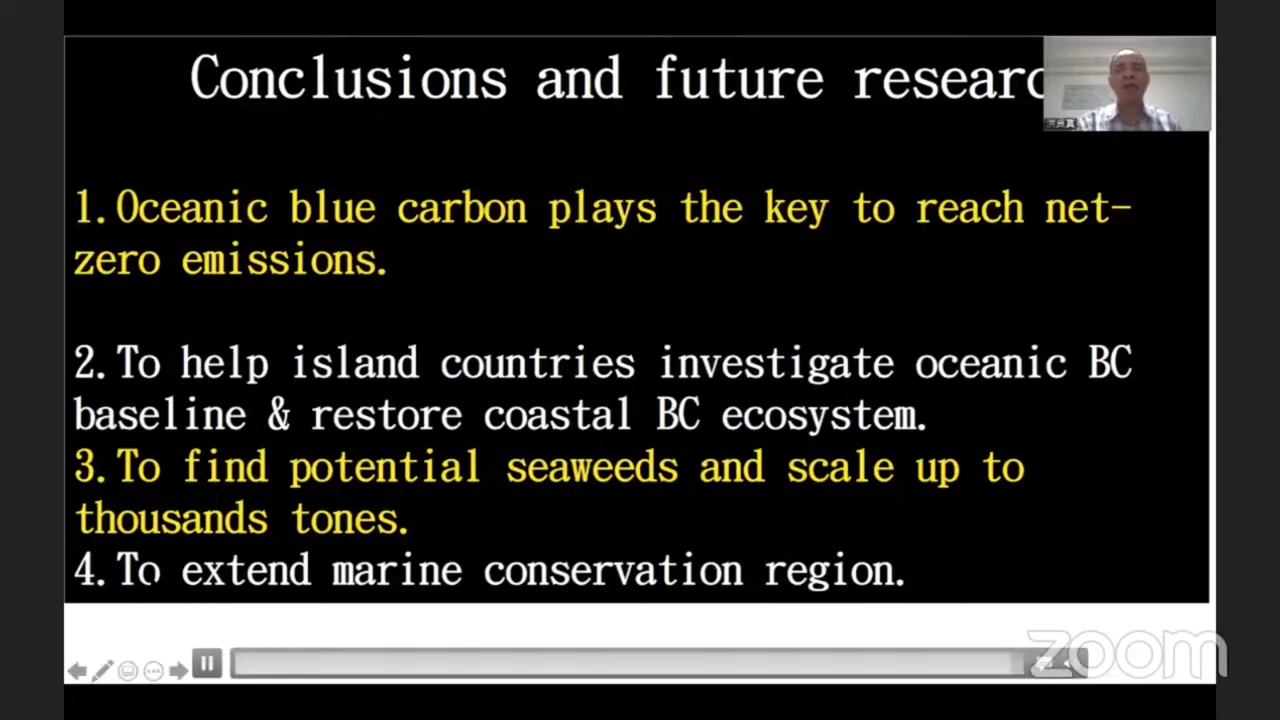 Conclusions and future researc
1.Oceanic blue carbon plays the key to reach net-
zero emissions.
2.To help island countries investigate oceanic BC
baseline & restore coastal BC ecosystem.
3.To find potential seaweeds and scale up to
thousands tones.
4.To extend marine conservation region.
zoom